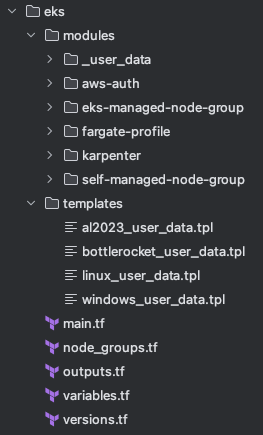 eks
modules
_user_data
aws-auth
eks-managed-node-group
fargate-profile
karpenter
self-managed-node-group
templates
al2023_user_data.tpl
bottlerocket_user_data.tpl
linux_user_data.tpl
windows_user_data.tpl
main.tf
node_groups.tf
outputs.tf
variables.tf
versions.tf